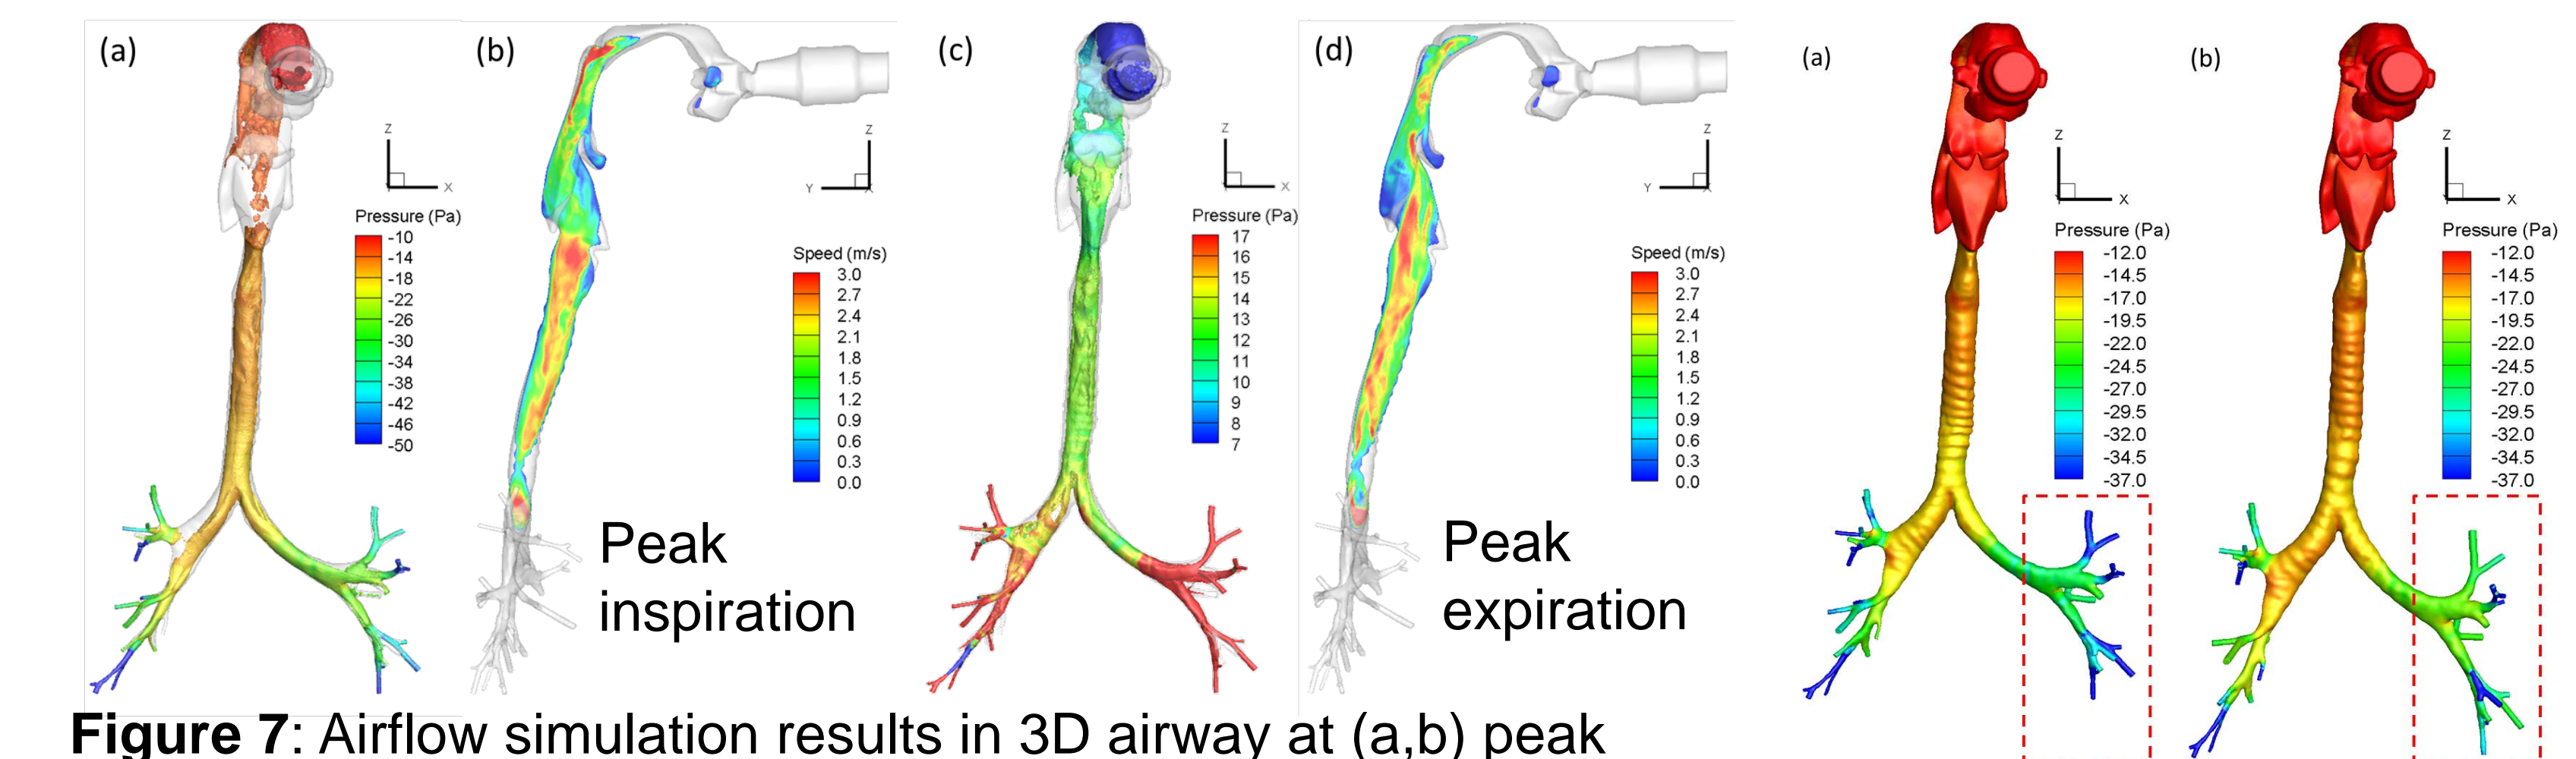 (a)
Z
X
Pressure (Pa)
-10
-14
-18
-22
-26
-30
-34
-38
-42
-46
-50
(b)
Z
Y
X
Speed (m/s)
3.0
2.7
2.4
2.1
1.8
1.5
1.2
0.9
0.6
0.3
0.0
Peak
inspiration
(c)
Z
X
Pressure (Pa)
17
16
15
14
13
12
11
10
9
8
7
(d)
Z
Y
X
Speed (m/s)
3.0
2.7
2.4
2.1
1.8
1.5
1.2
0.9
0.6
0.3
0.0
Peak
expiration
(a)
Z
X
Pressure (Pa)
-12.0
-14.5
-17.0
-19.5
-22.0
-24.5
-27.0
-29.5
-32.0
-34.5
-37.0
(b)
Z
X
Pressure (Pa)
-12.0
-14.5
-17.0
-19.5
-22.0
-24.5
-27.0
-29.5
-32.0
-34.5
-37.0
Figure 7: Airflow simulation results in 3D airway at (a,b) peak